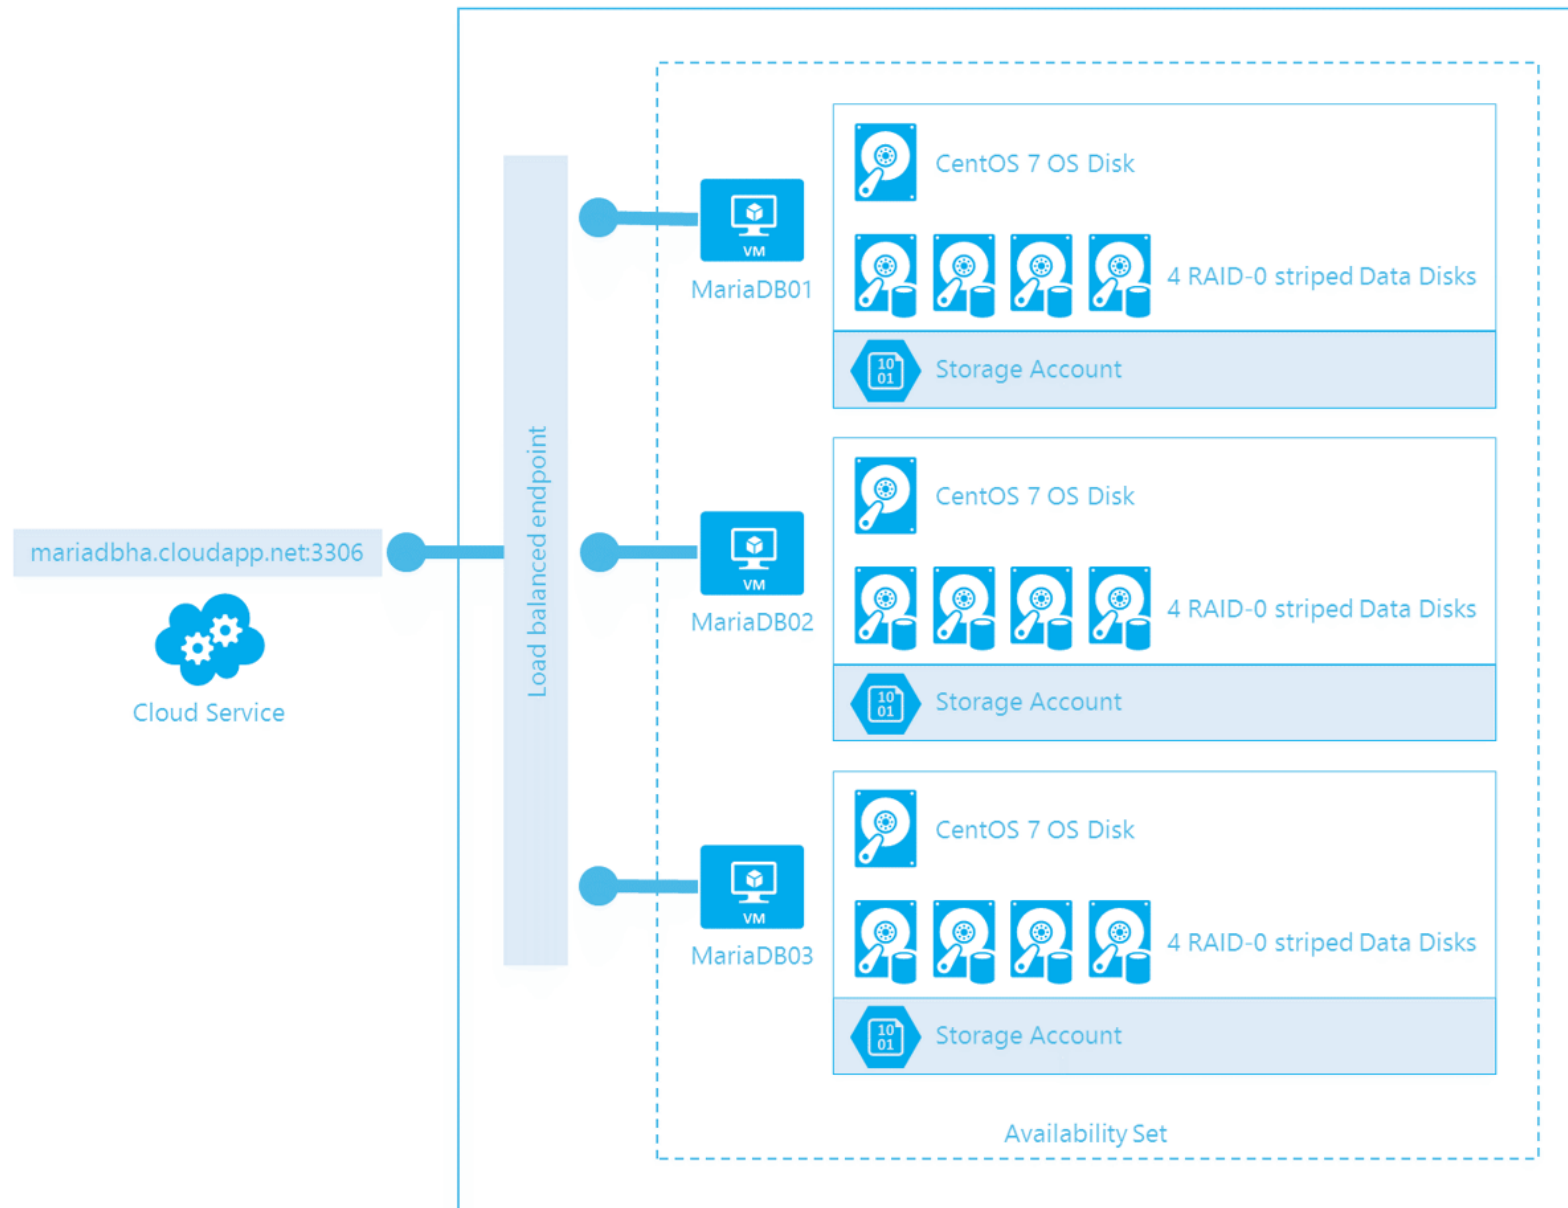 mariadbha.cloudapp.net:3306
Cloud Service
Load balanced endpoint
VM
MariaDB01
CentOS 7 OS Disk
4 RAID-0 striped Data Disks
10
01
Storage Account
VM
MariaDB02
CentOS 7 OS Disk
4 RAID-0 striped Data Disks
10
01
Storage Account
VM
MariaDB03
CentOS 7 OS Disk
4 RAID-0 striped Data Disks
10
01
Storage Account
Availability Set